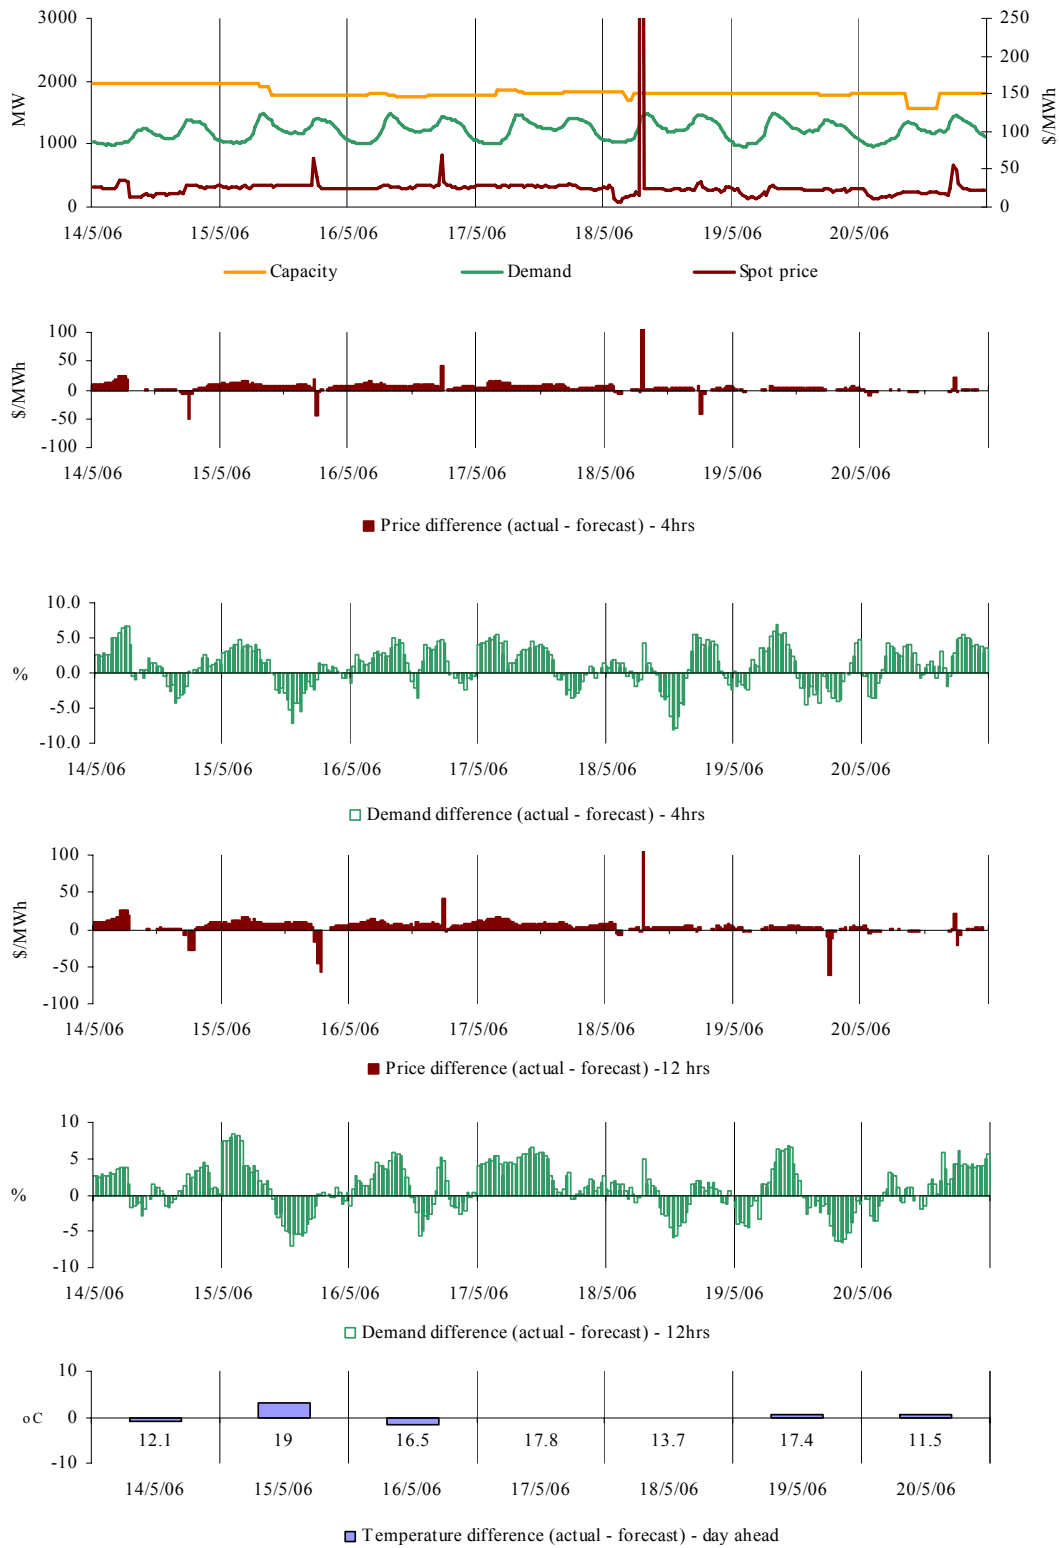 3000
2000
1000
0
MW
250
200
150
100
50
0
$/MWh
14/5/06 15/5/06 16/5/06 17/5/06 18/5/06 19/5/06 20/5/06
Capacity Demand Spot price
100
50
0
-50
-100
$/MWh
14/5/06 15/5/06 16/5/06 17/5/06 18/5/06 19/5/06 20/5/06
Price difference (actual - forecast) - 4hrs
10.0
5.0
0.0
-5.0
-10.0
%
14/5/06 15/5/06 16/5/06 17/5/06 18/5/06 19/5/06 20/5/06
Demand difference (actual - forecast) - 4hrs
100
50
0
-50
-100
$/MWh
14/5/06 15/5/06 16/5/06 17/5/06 18/5/06 19/5/06 20/5/06
Price difference (actual - forecast) -12 hrs
10
5
0
-5
-10
%
14/5/06 15/5/06 16/5/06 17/5/06 18/5/06 19/5/06 20/5/06
Demand difference (actual - forecast) - 12hrs
10
0
-10
oC
12.1 19 16.5 17.8 13.7 17.4 11.5
14/5/06 15/5/06 16/5/06 17/5/06 18/5/06 19/5/06 20/5/06
Temperature difference (actual - forecast) - day ahead